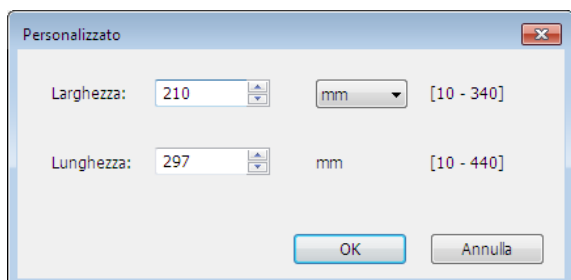 Personalizzato
Larghezza: 210 mm [10 - 340]
Lunghezza: 297 mm [10 - 440]
OK Annulla